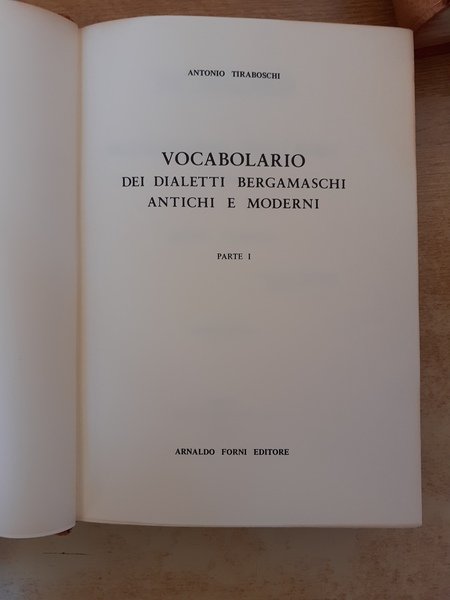 ANTONIO TIRABOSCHI
VOCABOLARIO
DEI DIALETTI BERGAMASCHI
ANTICHI E MODERNI
PARTE I
ARNALDO FORNI EDITORE